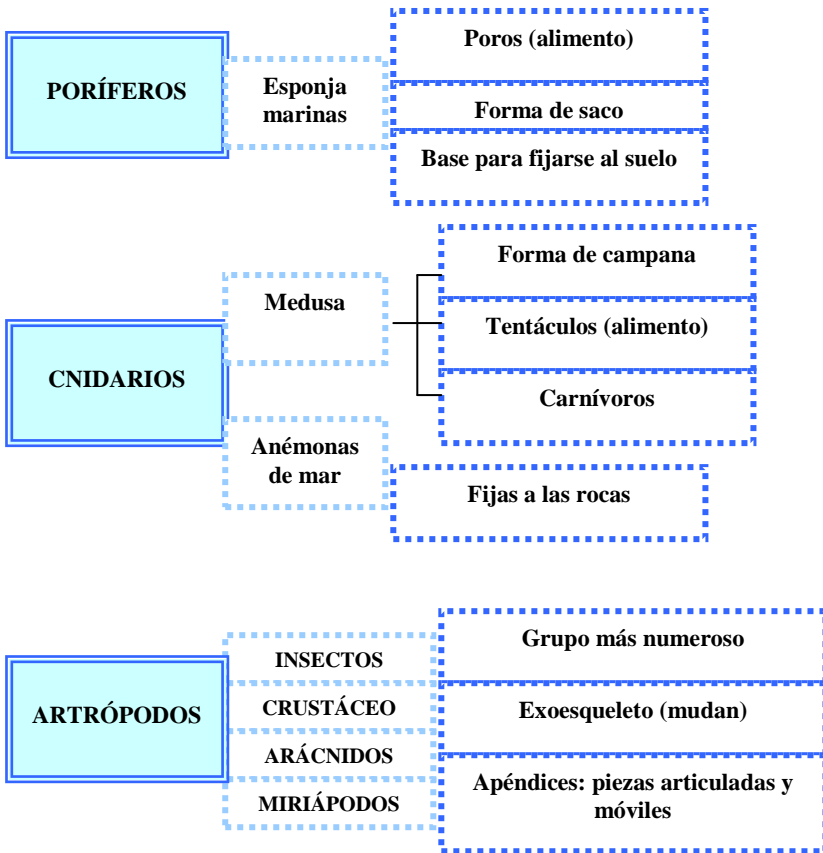 PORÍFEROS
Esponja
marinas
Poros (alimento)
Forma de saco
Base para fijarse al suelo
CNIDARIOS
Medusa
Forma de campana
Tentáculos (alimento)
Carnívoros
Anémonas
de mar
Fijas a las rocas
ARTRÓPODOS
INSECTOS
CRUSTÁCEO
ARÁCNIDOS
MIRIÁPODOS
Grupo más numeroso
Exoesqueleto (mudan)
Apéndices: piezas articuladas y
móviles